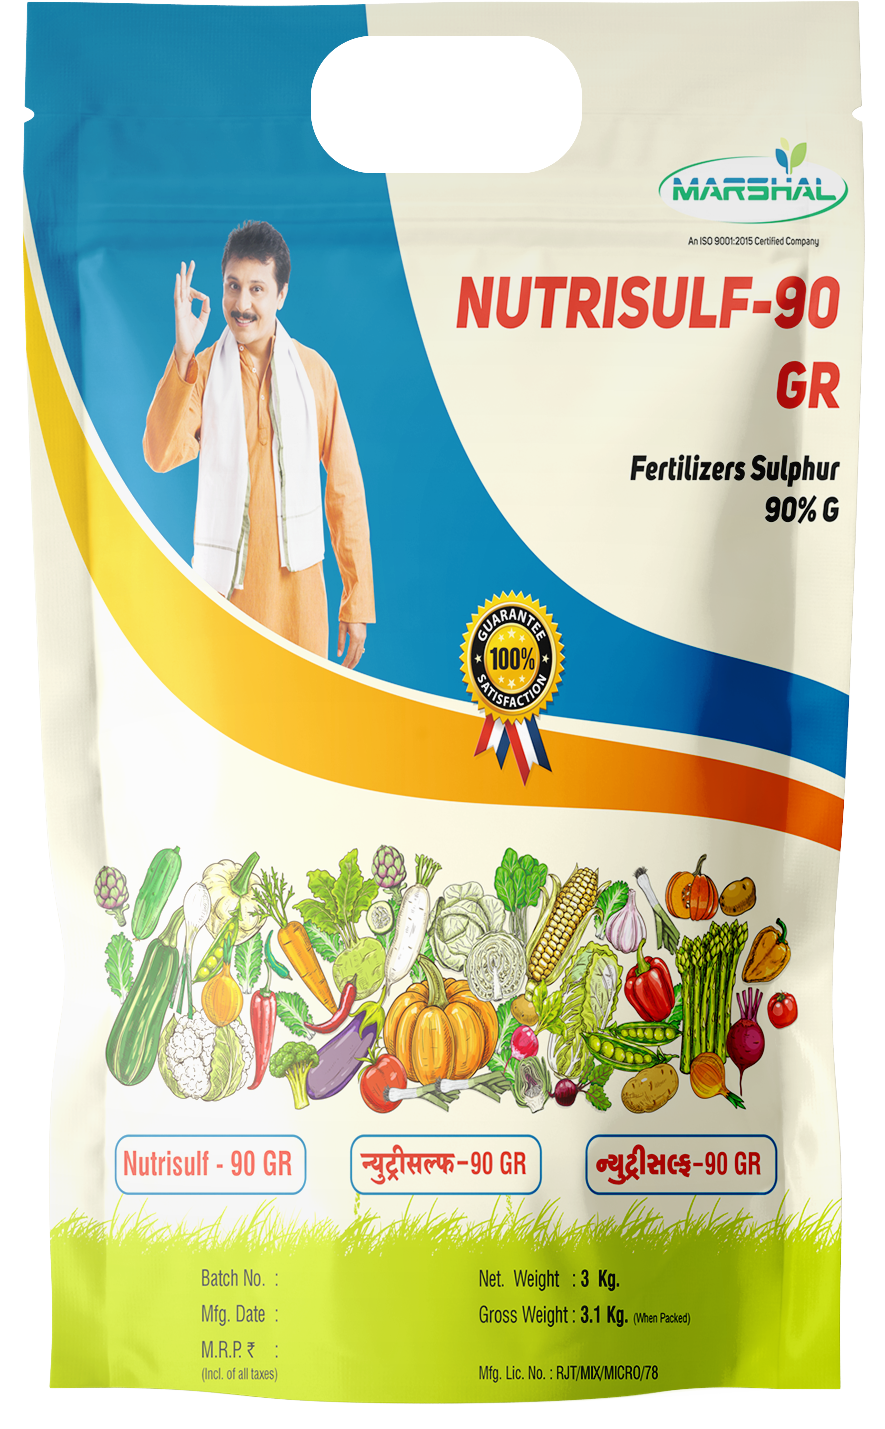 MARSHAL
An ISO 9001:2015 Certified Company
NUTRISULF-90
GR
Fertilizers Sulphur
90% G
GUARANTEE
100%
SATISFACTION
Nutrisulf - 90 GR
न्युट्रीसल्फ-90 GR
ન્યુટ્રીસલ્ફ-90 GR
Batch No. :
Mfg. Date :
M.R.P. ₹ :
(Incl. of all taxes)
Net. Weight : 3 Kg.
Gross Weight : 3.1 Kg. (When Packed)
Mfg. Lic. No. : RJT/MIX/MICRO/78